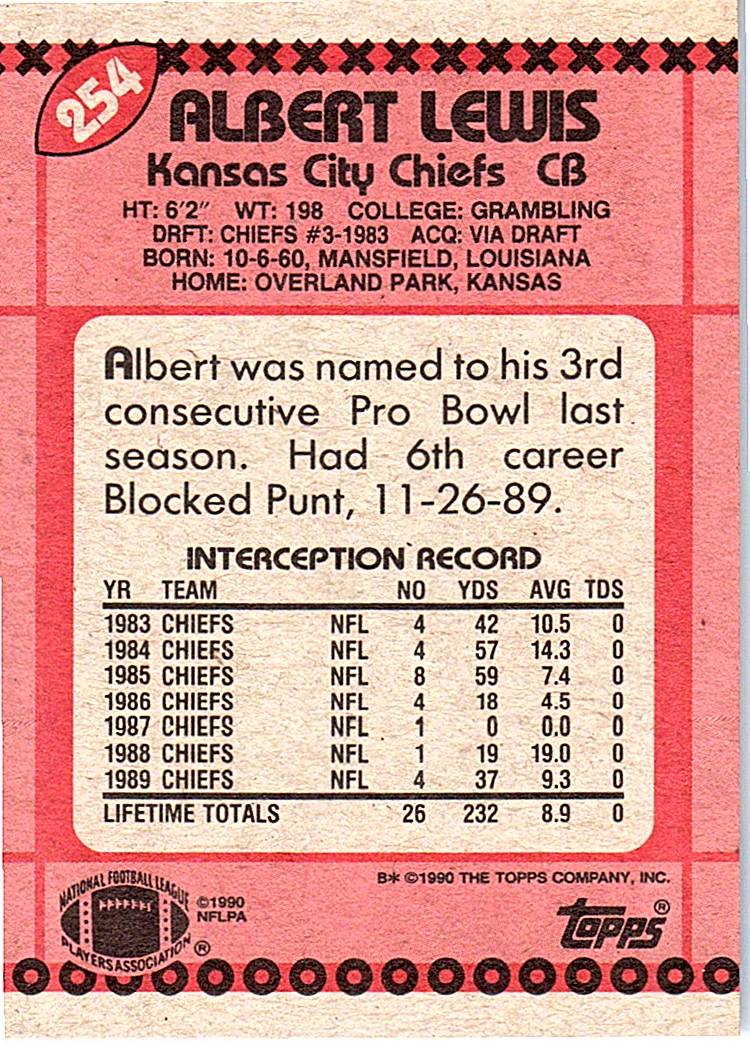 254
ALBERT LEWIS
Kansas City Chiefs CB
HT: 6'2" WT: 198 COLLEGE: GRAMBLING
DRFT: CHIEFS #3-1983 ACQ: VIA DRAFT
BORN: 10-6-60, MANSFIELD, LOUISIANA
HOME: OVERLAND PARK, KANSAS
Albert was named to his 3rd
consecutive Pro Bowl last
season. Had 6th career
Blocked Punt, 11-26-89.
INTERCEPTION RECORD
YR TEAM NO YDS AVG TDS
1983 CHIEFS NFL 4 42 10.5 0
1984 CHIEFS NFL 4 57 14.3 0
1985 CHIEFS NFL 8 59 7.4 0
1986 CHIEFS NFL 4 18 4.5 0
1987 CHIEFS NFL 1 0 0.0 0
1988 CHIEFS NFL 1 19 19.0 0
1989 CHIEFS NFL 4 37 9.3 0
LIFETIME TOTALS 26 232 8.9 0
B* ©1990 THE TOPPS COMPANY, INC.
NATIONAL FOOTBALL LEAGUE
PLAYERS ASSOCIATION ®
©1990
NFLPA
Topps ®